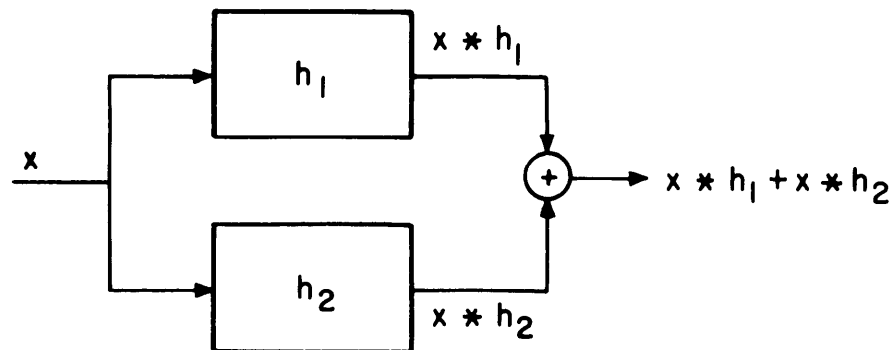 x * h₁
h₁
x
+
x * h₁ + x * h₂
h₂
x * h₂